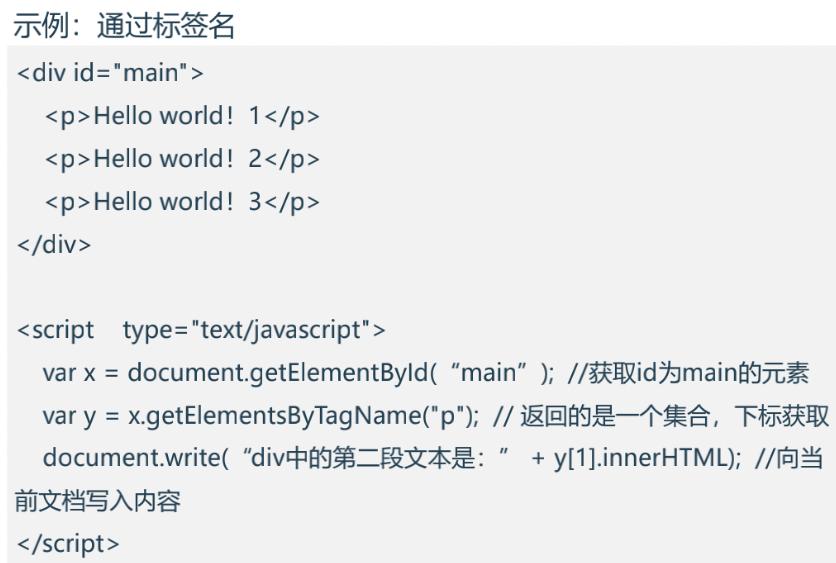 示例：通过标签名
<div id="main">
<p>Hello world！1</p>
<p>Hello world！2</p>
<p>Hello world！3</p>
</div>
<script type="text/javascript">
var x = document.getElementById(“main”); //获取id为main的元素
var y = x.getElementsByTagName("p"); // 返回的是一个集合，下标获取
document.write(“div中的第二段文本是：” + y[1].innerHTML); //向当
前文档写入内容
</script>